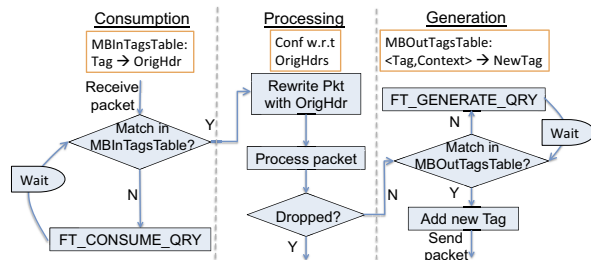 Consumption
MBInTagsTable:
Tag → OrigHdr
Receive
packet
Match in
MBInTagsTable?
Y
Wait
N
FT_CONSUME_QRY
Processing
Conf w.r.t
OrigHdrs
Rewrite Pkt
with OrigHdr
Process packet
Dropped?
N
Y
Generation
MBOutTagsTable:
<Tag,Context> → NewTag
FT_GENERATE_QRY
N
Wait
Match in
MBOutTagsTable?
Y
Add new Tag
Send
packet